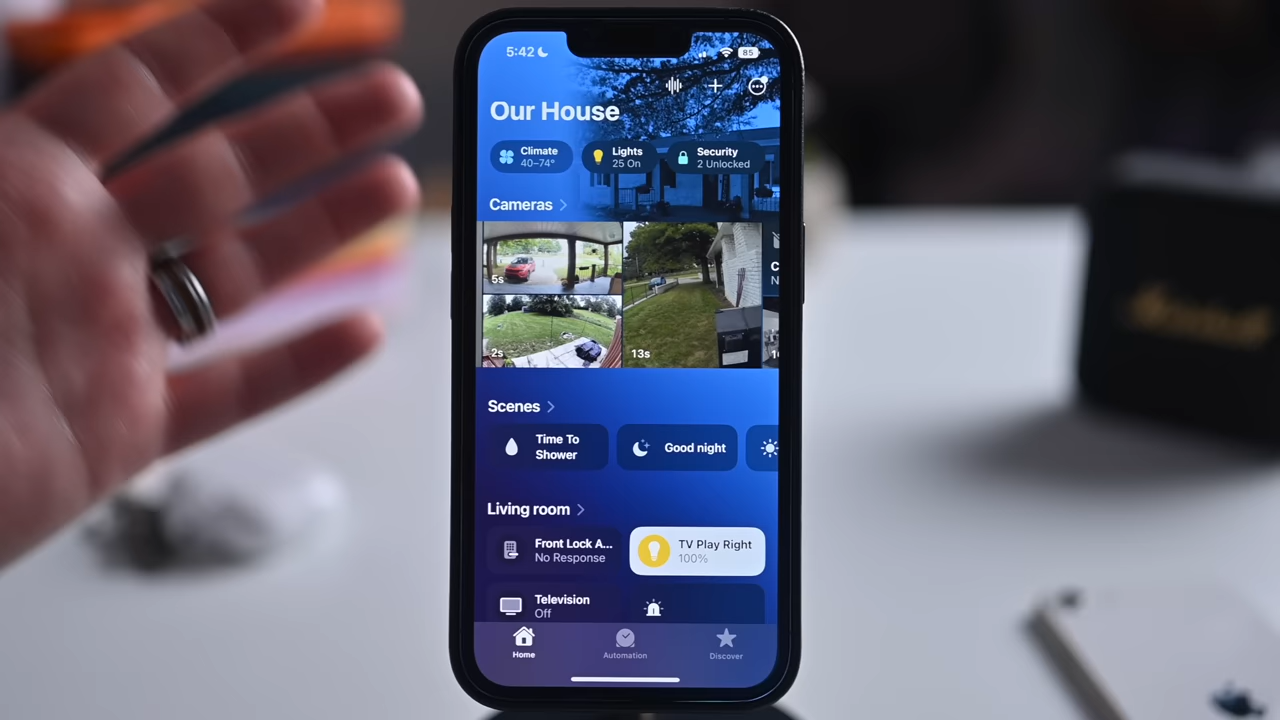 5:42
85
Our House
Climate
40–74°
Lights
25 On
Security
2 Unlocked
Cameras
5s
2s
13s
C
N
Scenes
Time To
Shower
Good night
Living room
Front Lock A...
No Response
TV Play Right
100%
Television
Off
Home
Automation
Discover